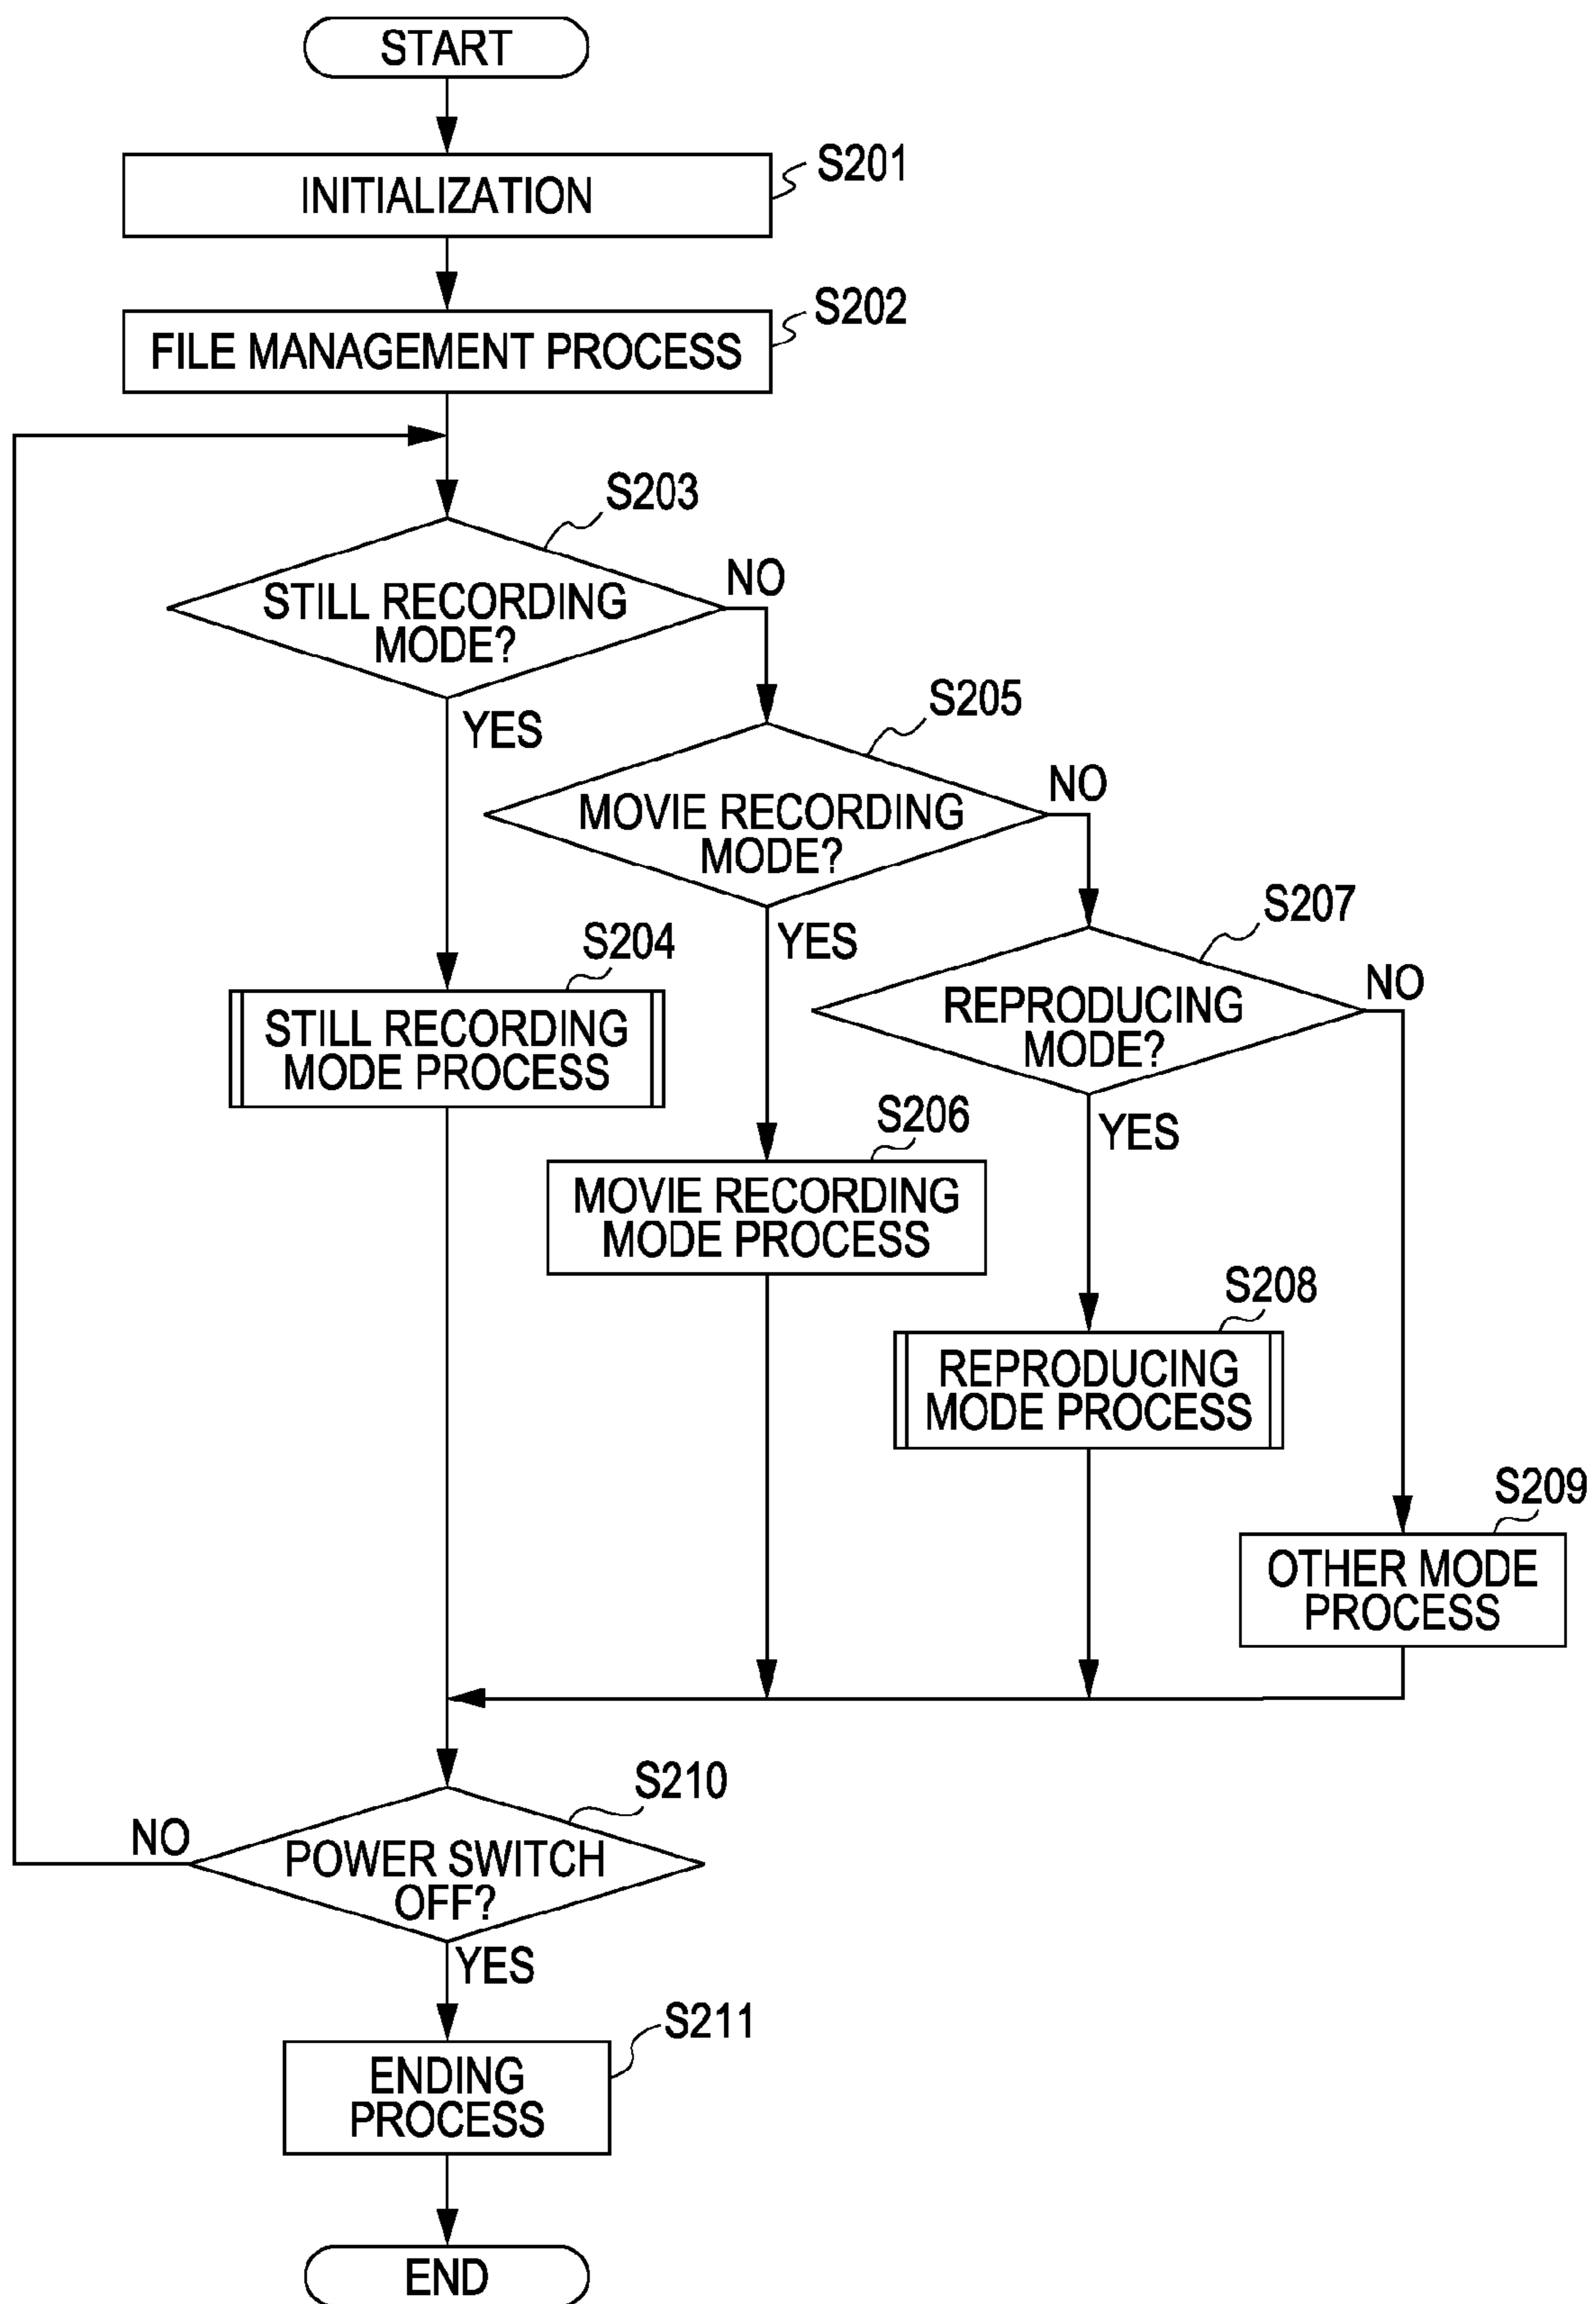 START
S201
INITIALIZATION
S202
FILE MANAGEMENT PROCESS
S203
STILL RECORDING
MODE?
NO
YES
S205
MOVIE RECORDING
MODE?
NO
YES
S207
REPRODUCING
MODE?
NO
YES
S204
STILL RECORDING
MODE PROCESS
S206
MOVIE RECORDING
MODE PROCESS
S208
REPRODUCING
MODE PROCESS
S209
OTHER MODE
PROCESS
S210
POWER SWITCH
OFF?
NO
YES
S211
ENDING
PROCESS
END